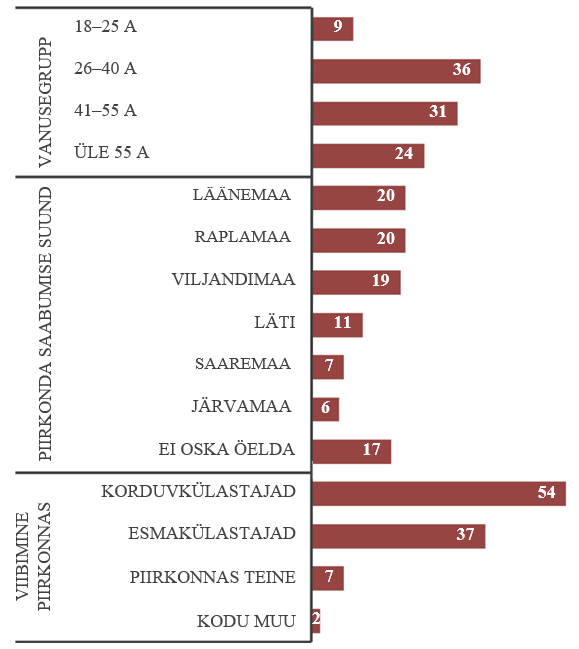 VANUSEGRUPP
18–25 A 9
26–40 A 36
41–55 A 31
ÜLE 55 A 24
PIIRKONDA SAABUMISE SUUND
LÄÄNEMAA 20
RAPLAMAA 20
VILJANDIMAA 19
LÄTI 11
SAAREMAA 7
JÄRVAMAA 6
EI OSKA ÖELDA 17
VIIBIMINE
PIIRKONNAS
KORDUVKÜLASTAJAD 54
ESMAKÜLASTAJAD 37
PIIRKONNAS TEINE 7
KODU MUU 2